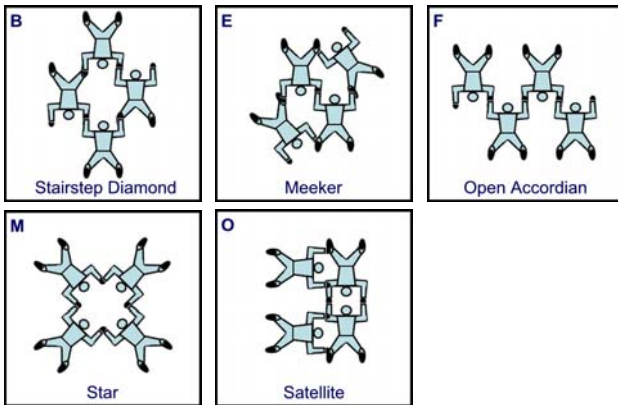 B
Stairstep Diamond
E
Meeker
F
Open Accordian
M
Star
O
Satellite